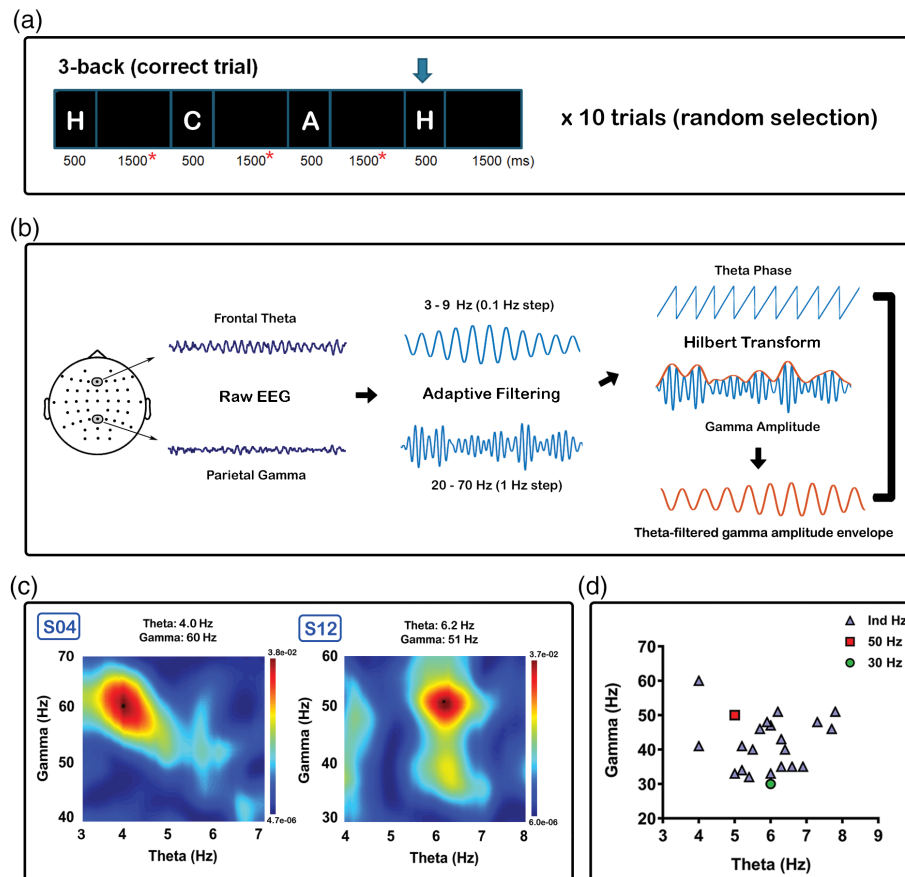 (a)
3-back (correct trial)
H C A H
x 10 trials (random selection)
500 1500* 500 1500* 500 1500* 500 1500 (ms)
(b)
Frontal Theta
Raw EEG
Parietal Gamma
3 - 9 Hz (0.1 Hz step)
Adaptive Filtering
20 - 70 Hz (1 Hz step)
Theta Phase
Hilbert Transform
Gamma Amplitude
Theta-filtered gamma amplitude envelope
(c)
S04
Theta: 4.0 Hz
Gamma: 60 Hz
70
60
50
40
Gamma (Hz)
3 4 5 6 7
Theta (Hz)
3.8e-02
4.7e-06
S12
Theta: 6.2 Hz
Gamma: 51 Hz
60
50
40
30
Gamma (Hz)
4 5 6 7 8
Theta (Hz)
3.7e-02
6.0e-06
(d)
Ind Hz
50 Hz
30 Hz
70
60
50
40
30
20
Gamma (Hz)
3 4 5 6 7 8 9
Theta (Hz)